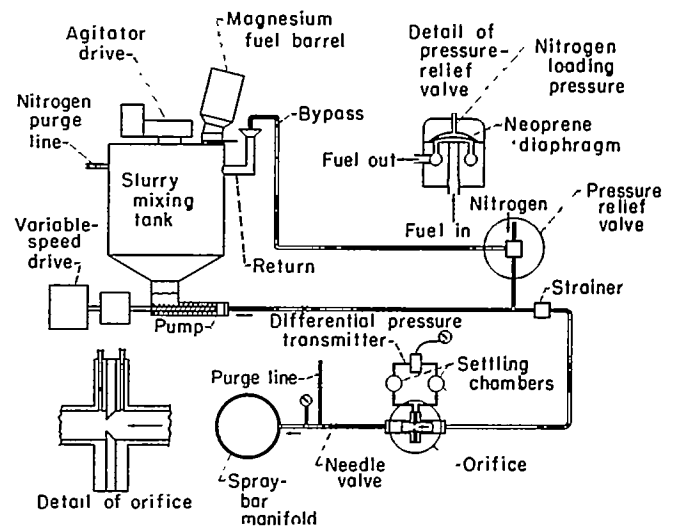 Magnesium
fuel barrel
Agitator
drive
Detail of
pressure-
relief
valve
Nitrogen
loading
pressure
Nitrogen
purge
line
Bypass
Neoprene
diaphragm
Fuel out
Slurry
mixing
tank
Nitrogen
Pressure
relief
valve
Fuel in
Variable-
speed
drive
Return
Strainer
Pump
Differential pressure
transmitter
Purge line
Settling
chambers
Orifice
Needle
valve
Spray-
bar
manifold
Detail of orifice